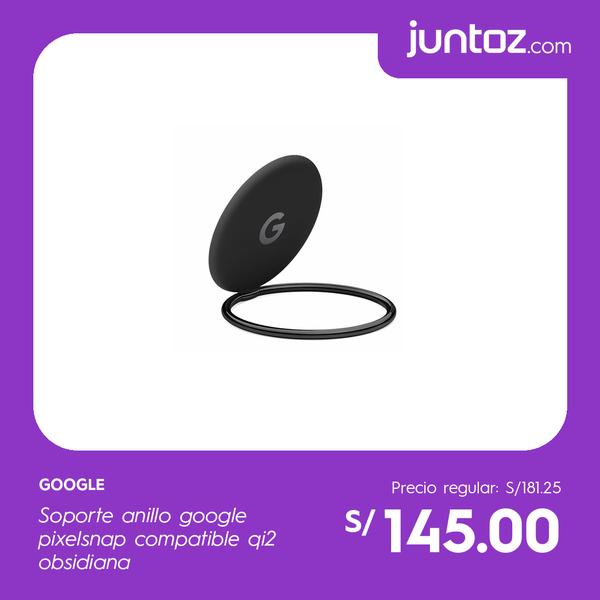 juntoz.com
G
GOOGLE
Soporte anillo google
pixelsnap compatible qi2
obsidiana
Precio regular: S/181.25
S/145.00